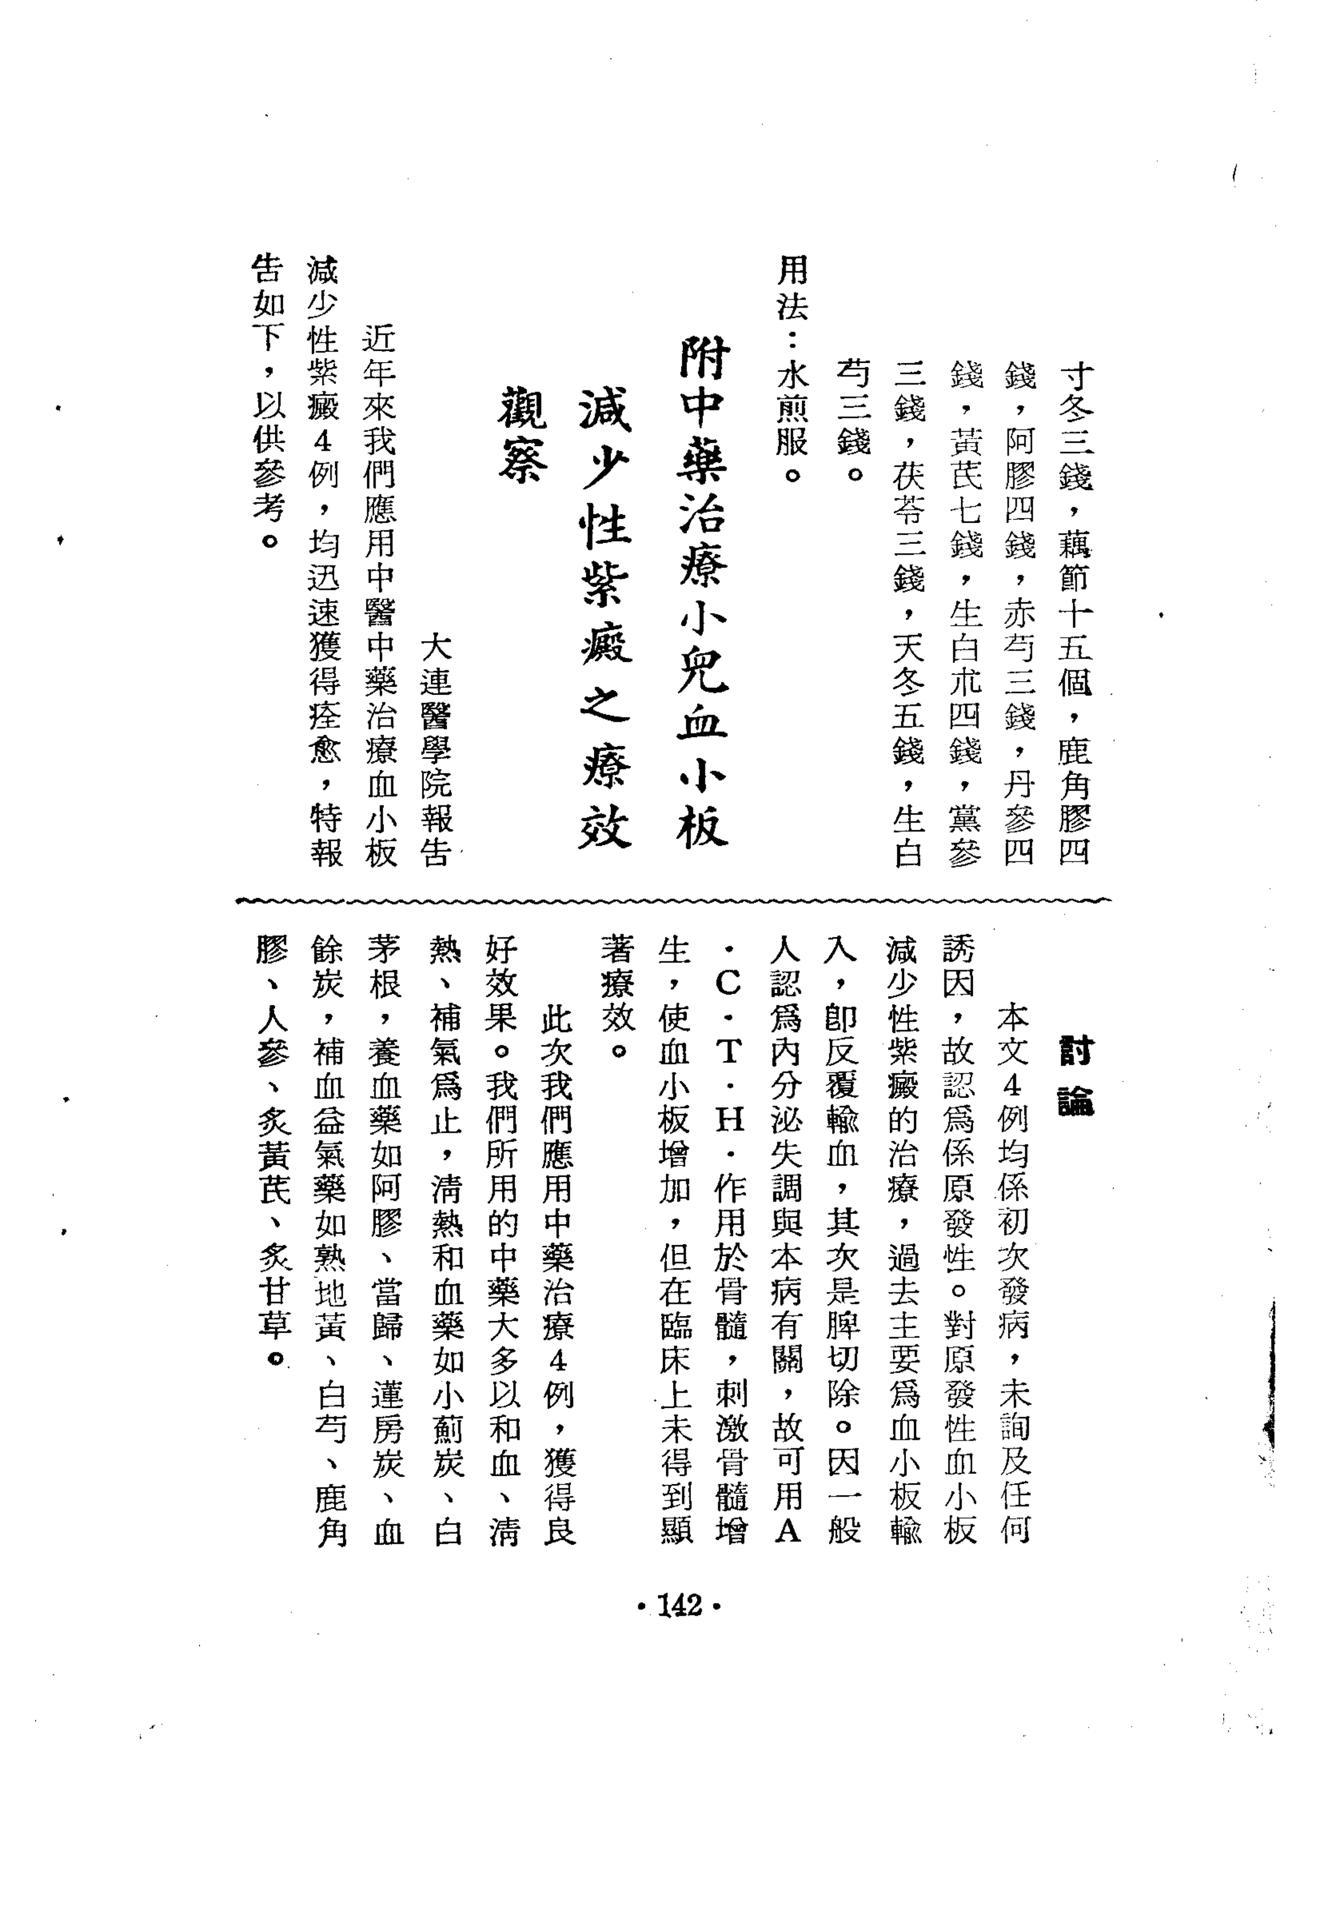 寸冬三錢，藕節十五個，鹿角膠四
錢，阿膠四錢，赤芍三錢，丹參四
錢，黃芪七錢，生白朮四錢，黨參
三錢，茯苓三錢，天冬五錢，生白
芍三錢。
用法：水煎服。
附中藥治療小兒血小板
減少性紫癜之療效
觀察
大連醫學院報告
近年來我們應用中醫中藥治療血小板
減少性紫癜4例，均迅速獲得痊愈，特報
告如下，以供參考。
討論
本文4例均係初次發病，未詢及任何
誘因，故認爲係原發性。對原發性血小板
減少性紫癜的治療，過去主要爲血小板輸
入，卽反覆輸血，其次是脾切除。因一般
人認爲內分泌失調與本病有關，故可用A
·C·T·H·作用於骨髓，刺激骨髓增
生，使血小板增加，但在臨床上未得到顯
著療效。
此次我們應用中藥治療4例，獲得良
好效果。我們所用的中藥大多以和血、淸
熱、補氣爲止，淸熱和血藥如小薊炭、白
茅根，養血藥如阿膠、當歸、蓮房炭、血
餘炭，補血益氣藥如熟地黃、白芍、鹿角
膠、人參、炙黃芪、炙甘草。
·142·